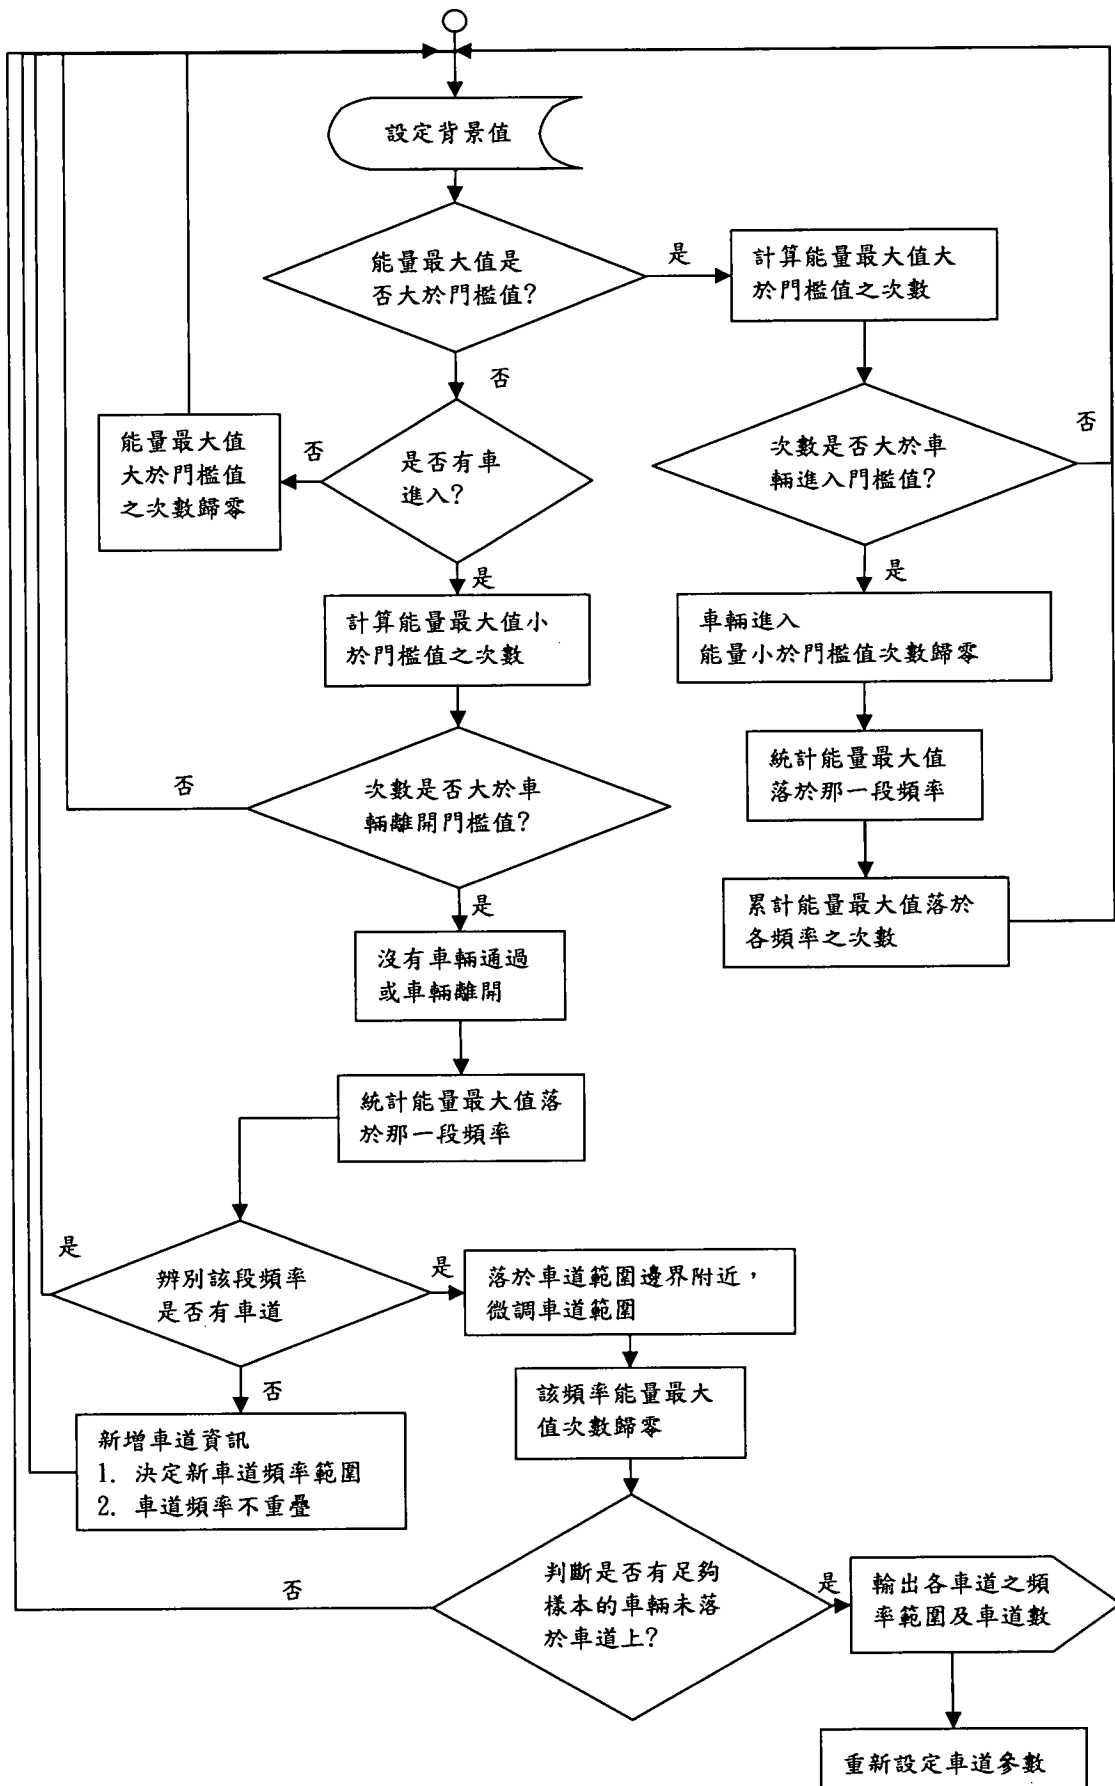 設定背景值
能量最大值是
否大於門檻值?
是
計算能量最大值大
於門檻值之次數
否
能量最大值
大於門檻值
之次數歸零
否
是否有車
進入?
次數是否大於車
輛進入門檻值?
否
是
是
計算能量最大值小
於門檻值之次數
車輛進入
能量小於門檻值次數歸零
統計能量最大值
落於那一段頻率
否
次數是否大於車
輛離開門檻值?
累計能量最大值落於
各頻率之次數
是
沒有車輛通過
或車輛離開
統計能量最大值落
於那一段頻率
是
辨別該段頻率
是否有車道
是
落於車道範圍邊界附近，
微調車道範圍
否
該頻率能量最大
值次數歸零
新增車道資訊
1. 決定新車道頻率範圍
2. 車道頻率不重疊
否
判斷是否有足夠
樣本的車輛未落
於車道上?
是
輸出各車道之頻
率範圍及車道數
重新設定車道參數